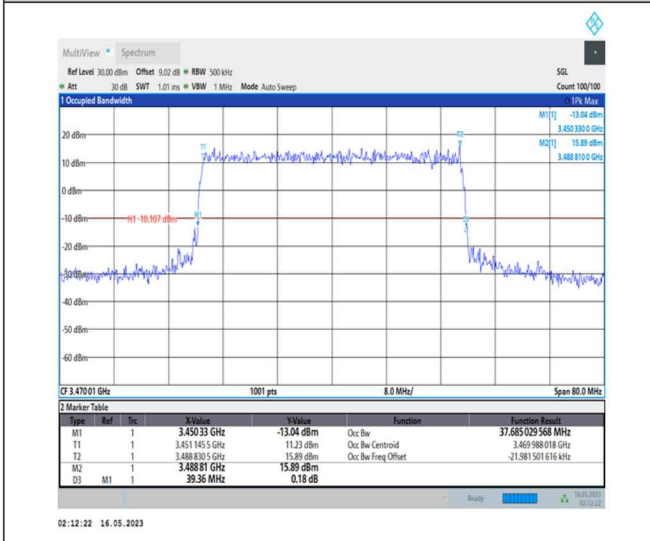 MultiView Spectrum
Ref Level 30.00 dBm Offset 9.02 dB RBW 500 kHz SGL
Att 30 dB SWT 1.01 ms VBW 1 MHz Mode Auto Sweep Count 100/100
1 Occupied Bandwidth 1Pk Max
M1[1] -13.04 dBm
3.450 330 0 GHz
M2[1] 15.89 dBm
3.488 810 0 GHz
20 dBm
T1
T2
10 dBm
0 dBm
-10 dBm
H1 -10.107 dBm
M1
-20 dBm
-30 dBm
-40 dBm
-50 dBm
-60 dBm
CF 3.470 01 GHz 1001 pts 8.0 MHz/ Span 80.0 MHz
2 Marker Table
Type Ref Trc X-Value Y-Value Function Function Result
M1 1 3.450 33 GHz -13.04 dBm Occ Bw 37.685 029 568 MHz
T1 1 3.451 145 5 GHz 11.23 dBm Occ Bw Centroid 3.469 988 018 GHz
T2 1 3.488 830 5 GHz 15.89 dBm Occ Bw Freq Offset -21.981 501 616 kHz
M2 1 3.488 81 GHz 15.89 dBm
D3 M1 1 39.36 MHz 0.18 dB
Ready 16.05.2023
02:12:22
02:12:22 16.05.2023